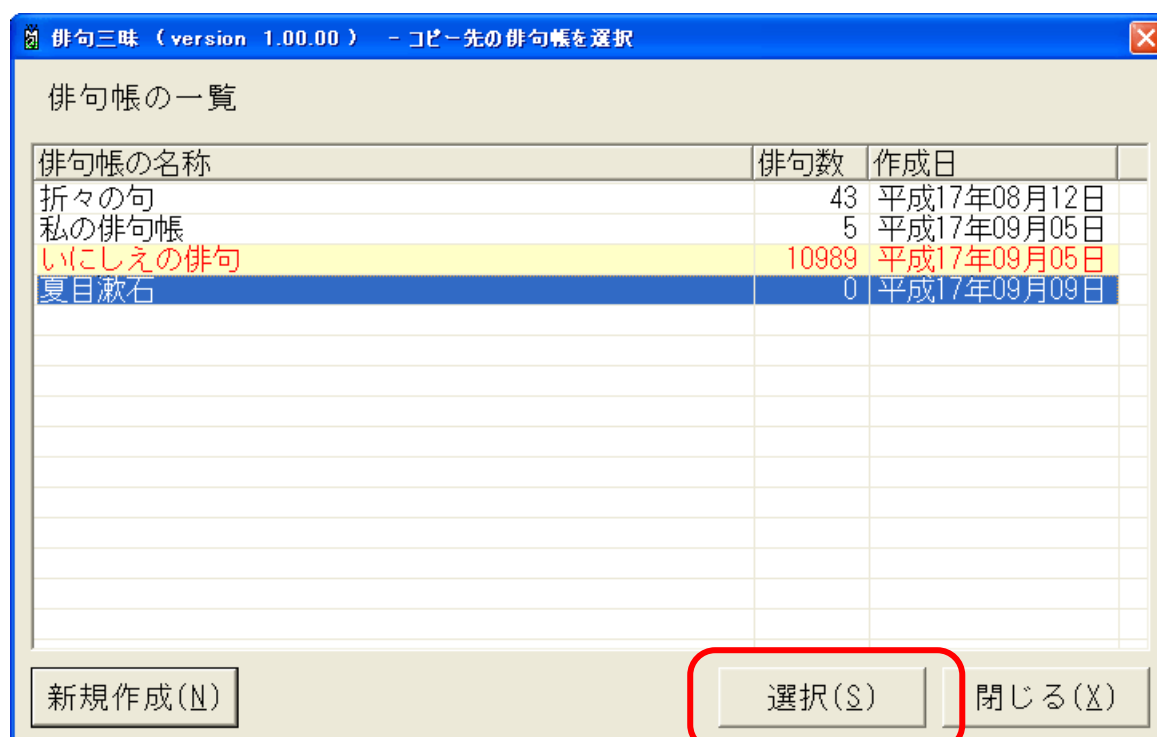 俳句三昧 （ version 1.00.00 ） － コピー先の俳句帳を選択
俳句帳の一覧
俳句帳の名称 俳句数 作成日
折々の句 43 平成17年08月12日
私の俳句帳 5 平成17年09月05日
いにしえの俳句 10989 平成17年09月05日
夏目漱石 0 平成17年09月09日
新規作成(N) 選択(S) 閉じる(X)